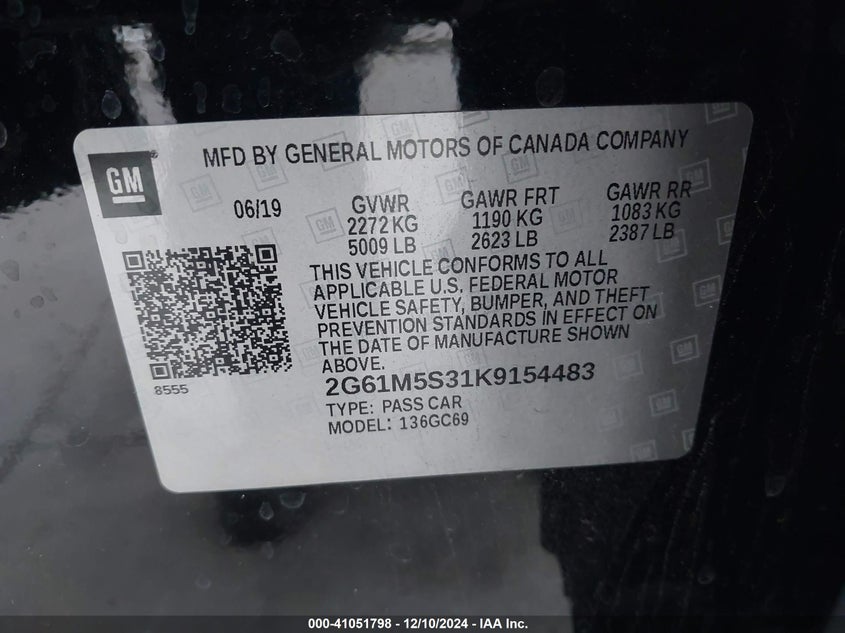 MFD BY GENERAL MOTORS OF CANADA COMPANY
GM
06/19
GVWR
2272 KG
5009 LB
GAWR FRT
1190 KG
2623 LB
GAWR RR
1083 KG
2387 LB
THIS VEHICLE CONFORMS TO ALL
APPLICABLE U.S. FEDERAL MOTOR
VEHICLE SAFETY, BUMPER, AND THEFT
PREVENTION STANDARDS IN EFFECT ON
THE DATE OF MANUFACTURE SHOWN
ABOVE.
8555
2G61M5S31K9154483
TYPE: PASS CAR
MODEL: 136GC69
000-41051798 - 12/10/2024 - IAA Inc.